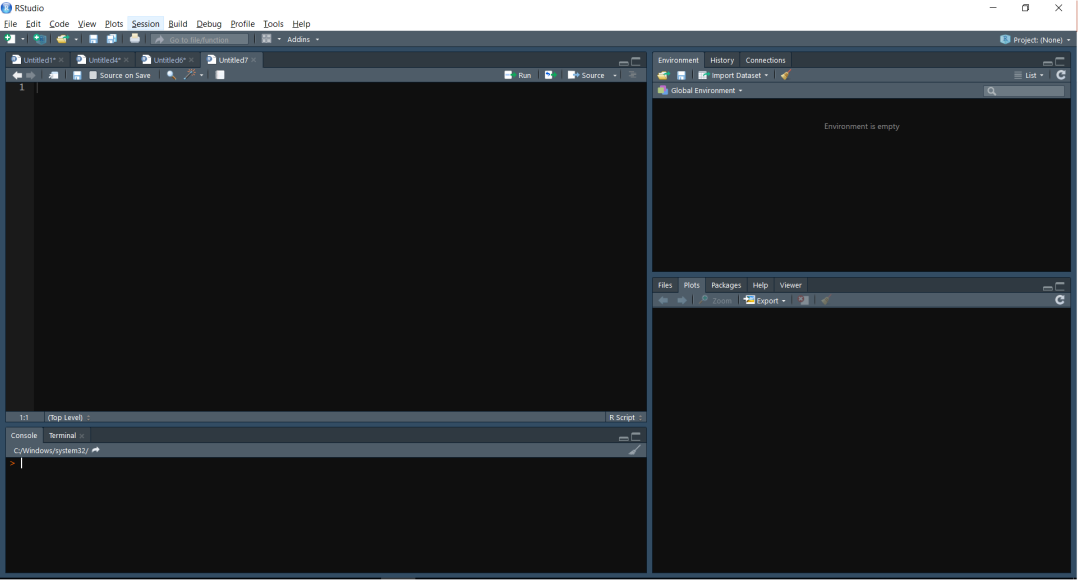 RStudio
File Edit Code View Plots Session Build Debug Profile Tools Help
Go to file/function Addins Project: (None)
Untitled1* Untitled4* Untitled6* Untitled7
Source on Save Run Source
1
1:1 (Top Level) R Script
Console Terminal
C:/Windows/system32/
>
Environment History Connections
Import Dataset List
Global Environment
Environment is empty
Files Plots Packages Help Viewer
Zoom Export